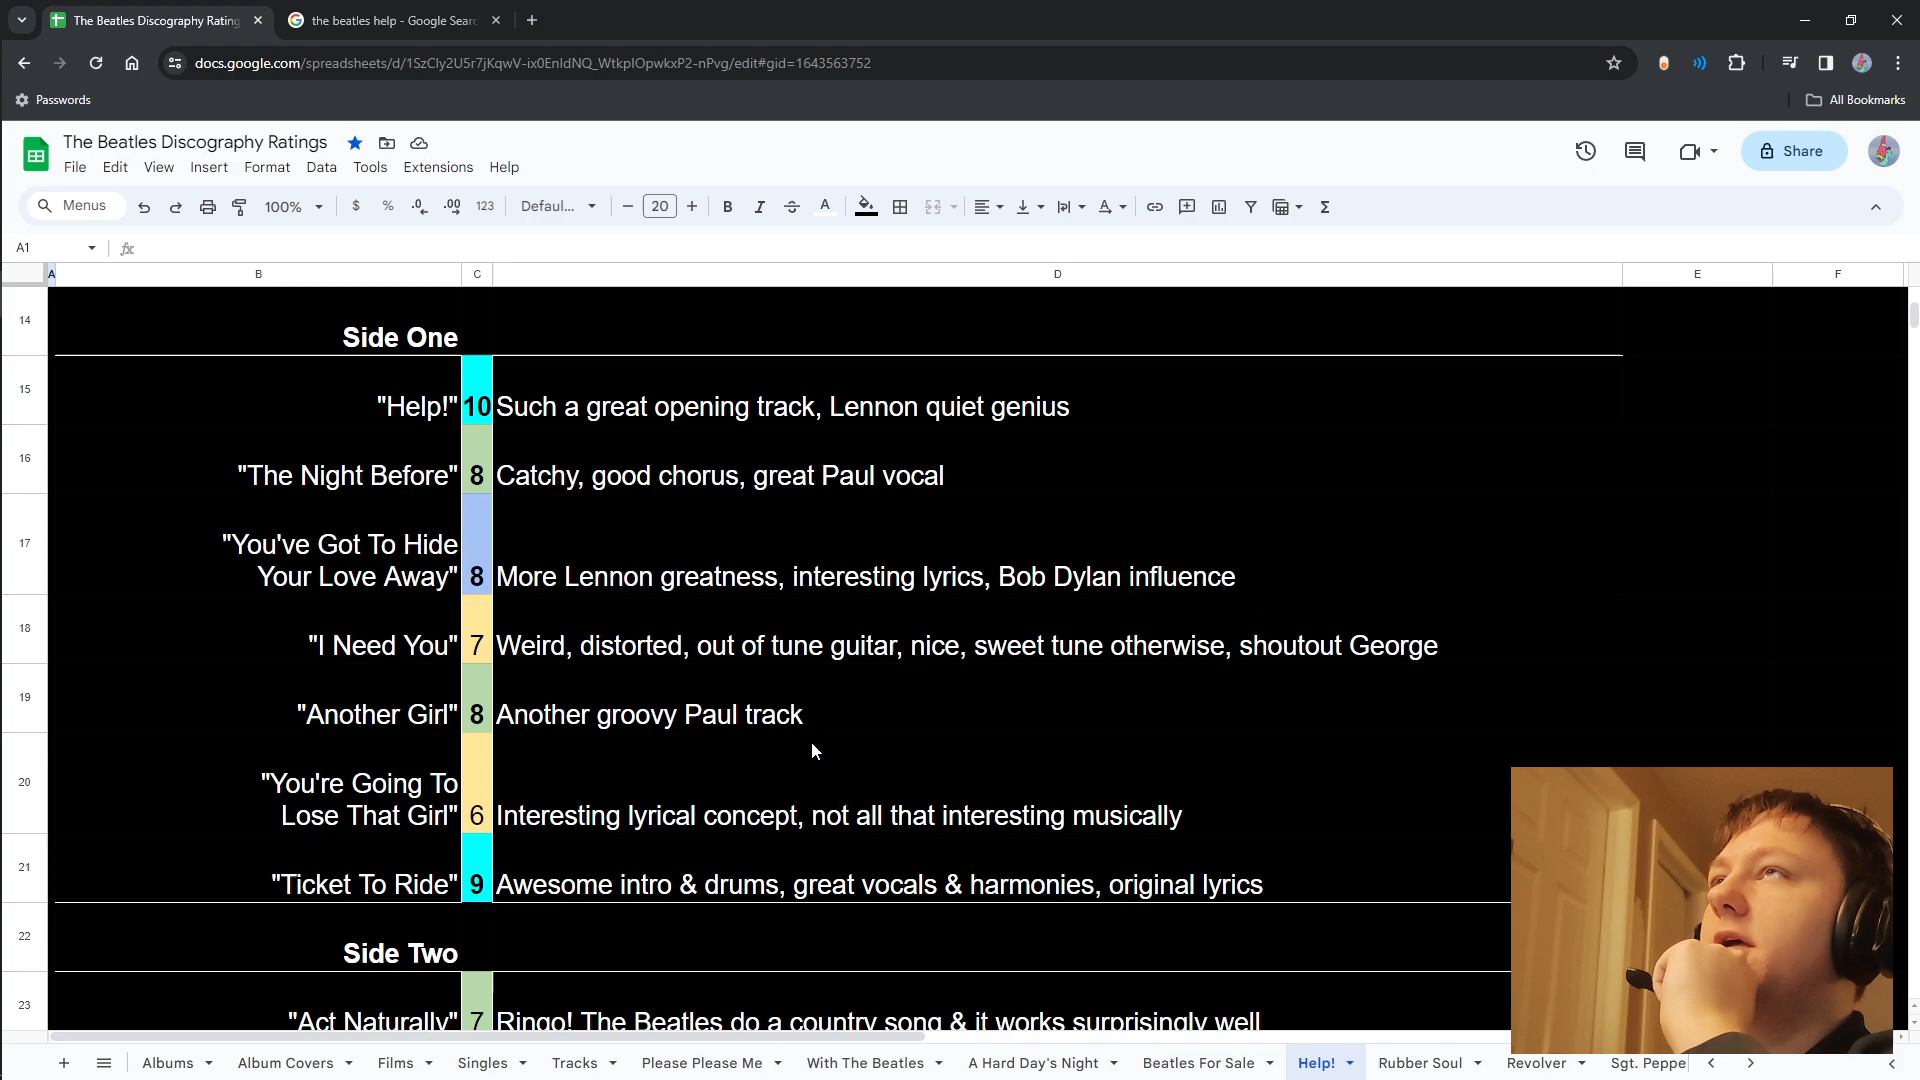 The Beatles Discography Rating
the beatles help - Google Sear
docs.google.com/spreadsheets/d/1SzCly2U5r7jKqwV-ix0EnIdNQ_WtkplOpwkxP2-nPvg/edit#gid=1643563752
Passwords
All Bookmarks
The Beatles Discography Ratings
File Edit View Insert Format Data Tools Extensions Help
Share
Menus 100% $ % .0 .00 123 Defaul... 20 B I A Σ
A1 fx
A B C D E F
14 Side One
15 "Help!" 10 Such a great opening track, Lennon quiet genius
16 "The Night Before" 8 Catchy, good chorus, great Paul vocal
17 "You've Got To Hide
Your Love Away" 8 More Lennon greatness, interesting lyrics, Bob Dylan influence
18 "I Need You" 7 Weird, distorted, out of tune guitar, nice, sweet tune otherwise, shoutout George
19 "Another Girl" 8 Another groovy Paul track
20 "You're Going To
Lose That Girl" 6 Interesting lyrical concept, not all that interesting musically
21 "Ticket To Ride" 9 Awesome intro & drums, great vocals & harmonies, original lyrics
22 Side Two
23 "Act Naturally" 7 Ringo! The Beatles do a country song & it works surprisingly well
Albums Album Covers Films Singles Tracks Please Please Me With The Beatles A Hard Day's Night Beatles For Sale Help! Rubber Soul Revolver Sgt. Peppe